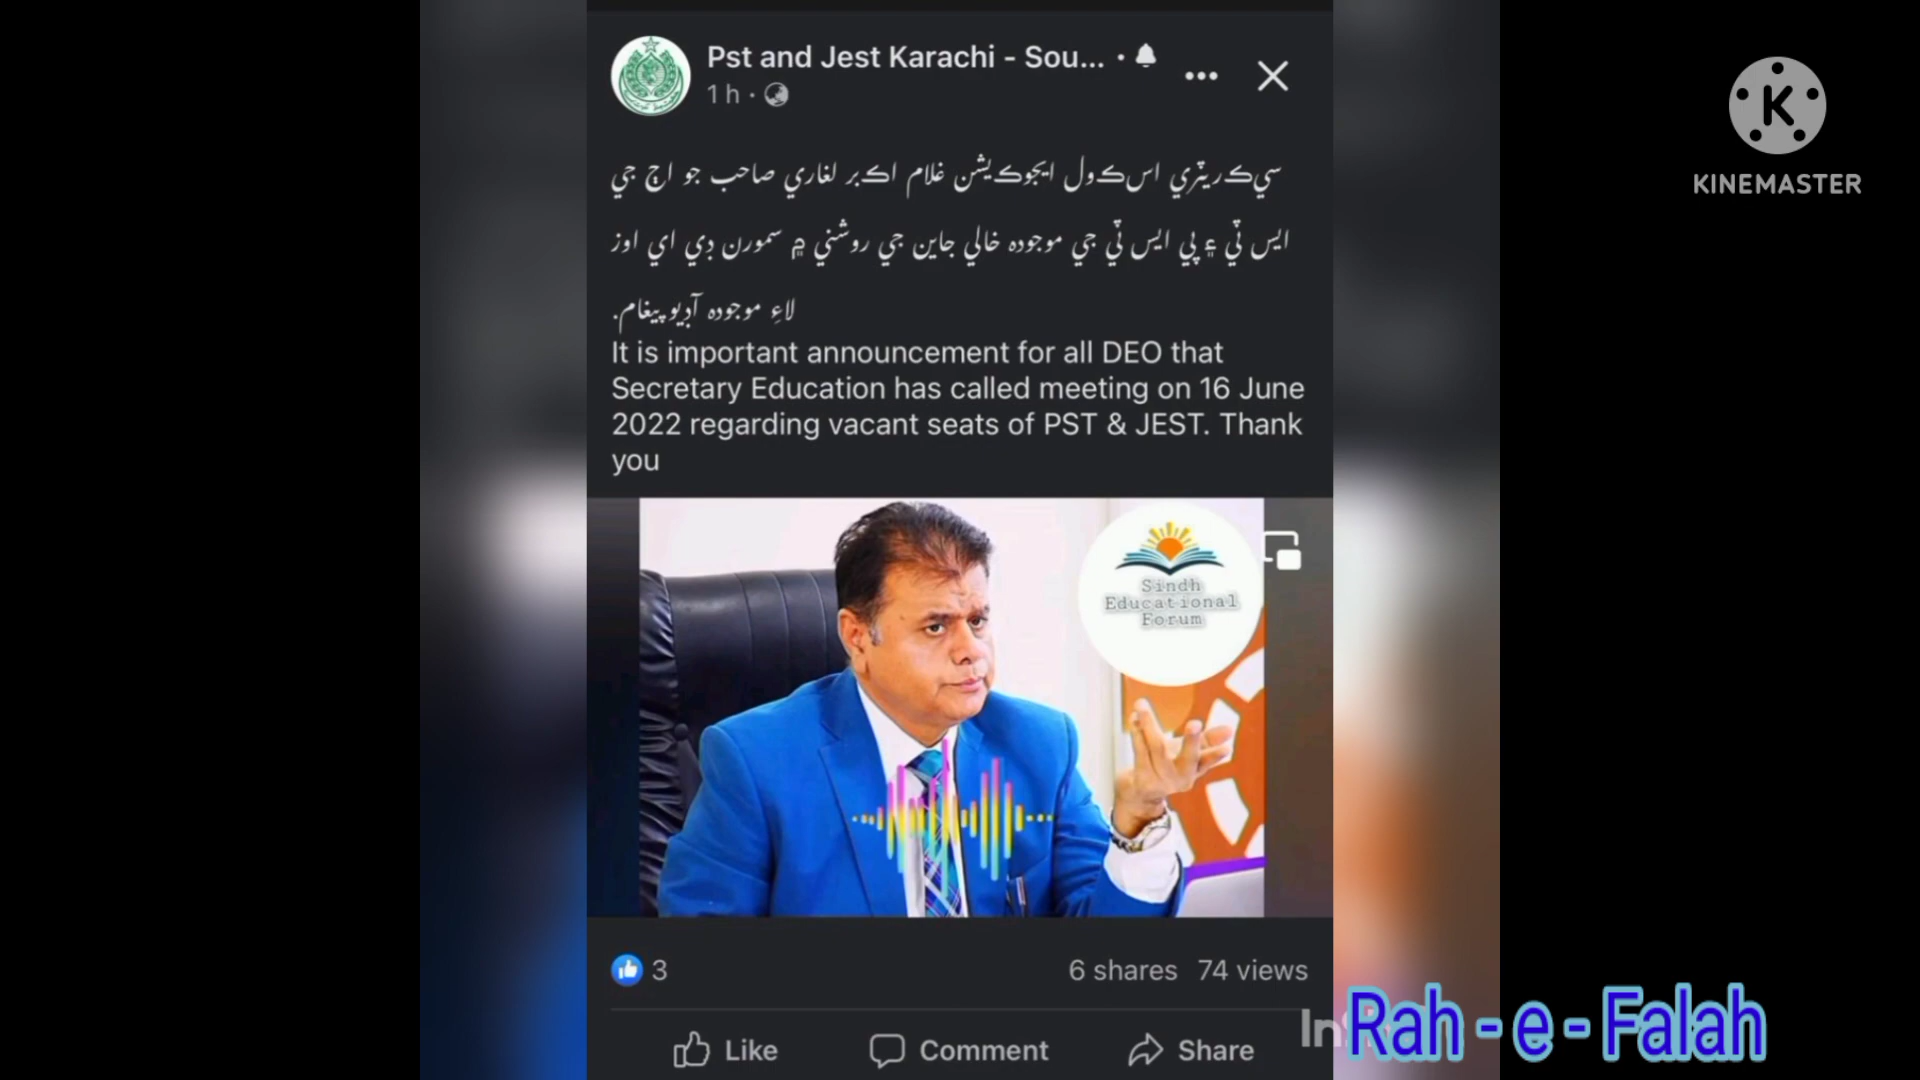 Pst and Jest Karachi - Sou... ·
1 h ·
KINEMASTER
سيڪريٽري اسڪول ايجوڪيشن غلام اڪبر لغاري صاحب جو اڄ جي
ايس ٽي ۽ پي ايس ٽي جي موجوده خالي جاين جي روشني ۾ سمورن ڊي اي اوز
لاءِ موجوده آڊيو پيغام.
It is important announcement for all DEO that
Secretary Education has called meeting on 16 June
2022 regarding vacant seats of PST & JEST. Thank
you
Sindh
Educational
Forum
3
6 shares 74 views
Like Comment Share
Rah - e - Falah